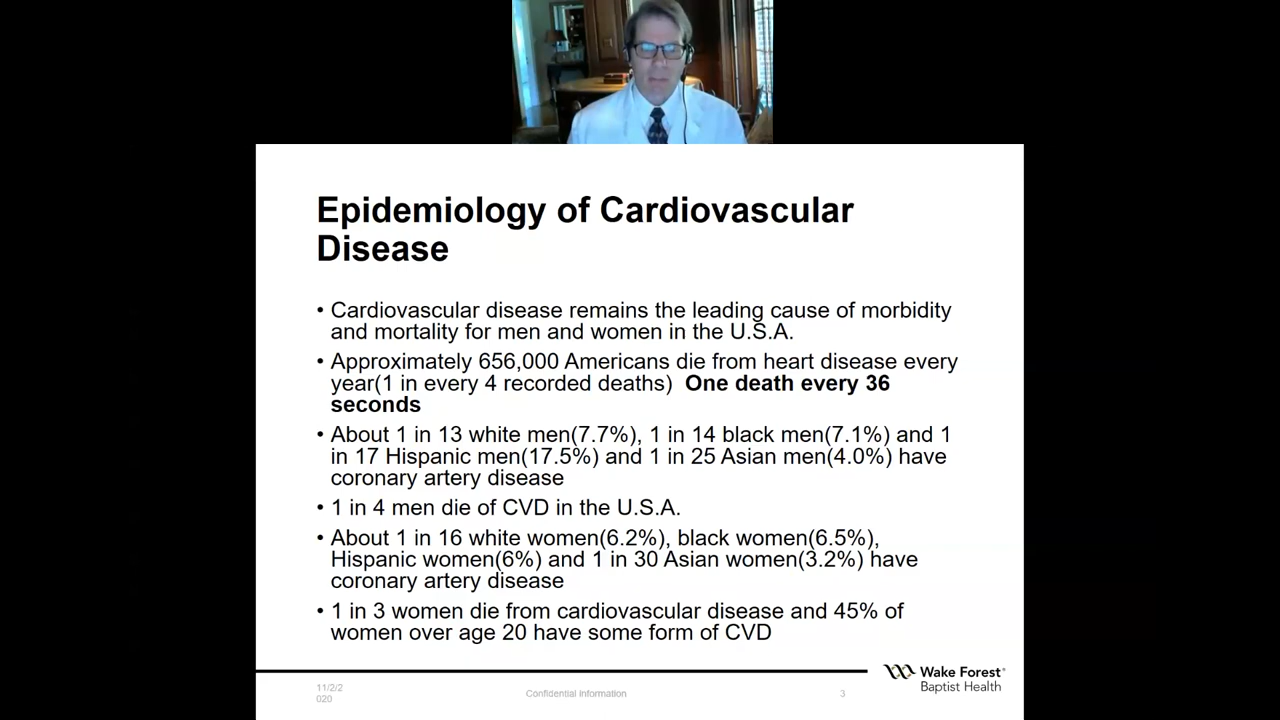 Epidemiology of Cardiovascular
Disease
• Cardiovascular disease remains the leading cause of morbidity
and mortality for men and women in the U.S.A.
• Approximately 656,000 Americans die from heart disease every
year(1 in every 4 recorded deaths)  One death every 36
seconds
• About 1 in 13 white men(7.7%), 1 in 14 black men(7.1%) and 1
in 17 Hispanic men(17.5%) and 1 in 25 Asian men(4.0%) have
coronary artery disease
• 1 in 4 men die of CVD in the U.S.A.
• About 1 in 16 white women(6.2%), black women(6.5%),
Hispanic women(6%) and 1 in 30 Asian women(3.2%) have
coronary artery disease
• 1 in 3 women die from cardiovascular disease and 45% of
women over age 20 have some form of CVD
11/2/2
020
Confidential Information
3
Wake Forest®
Baptist Health